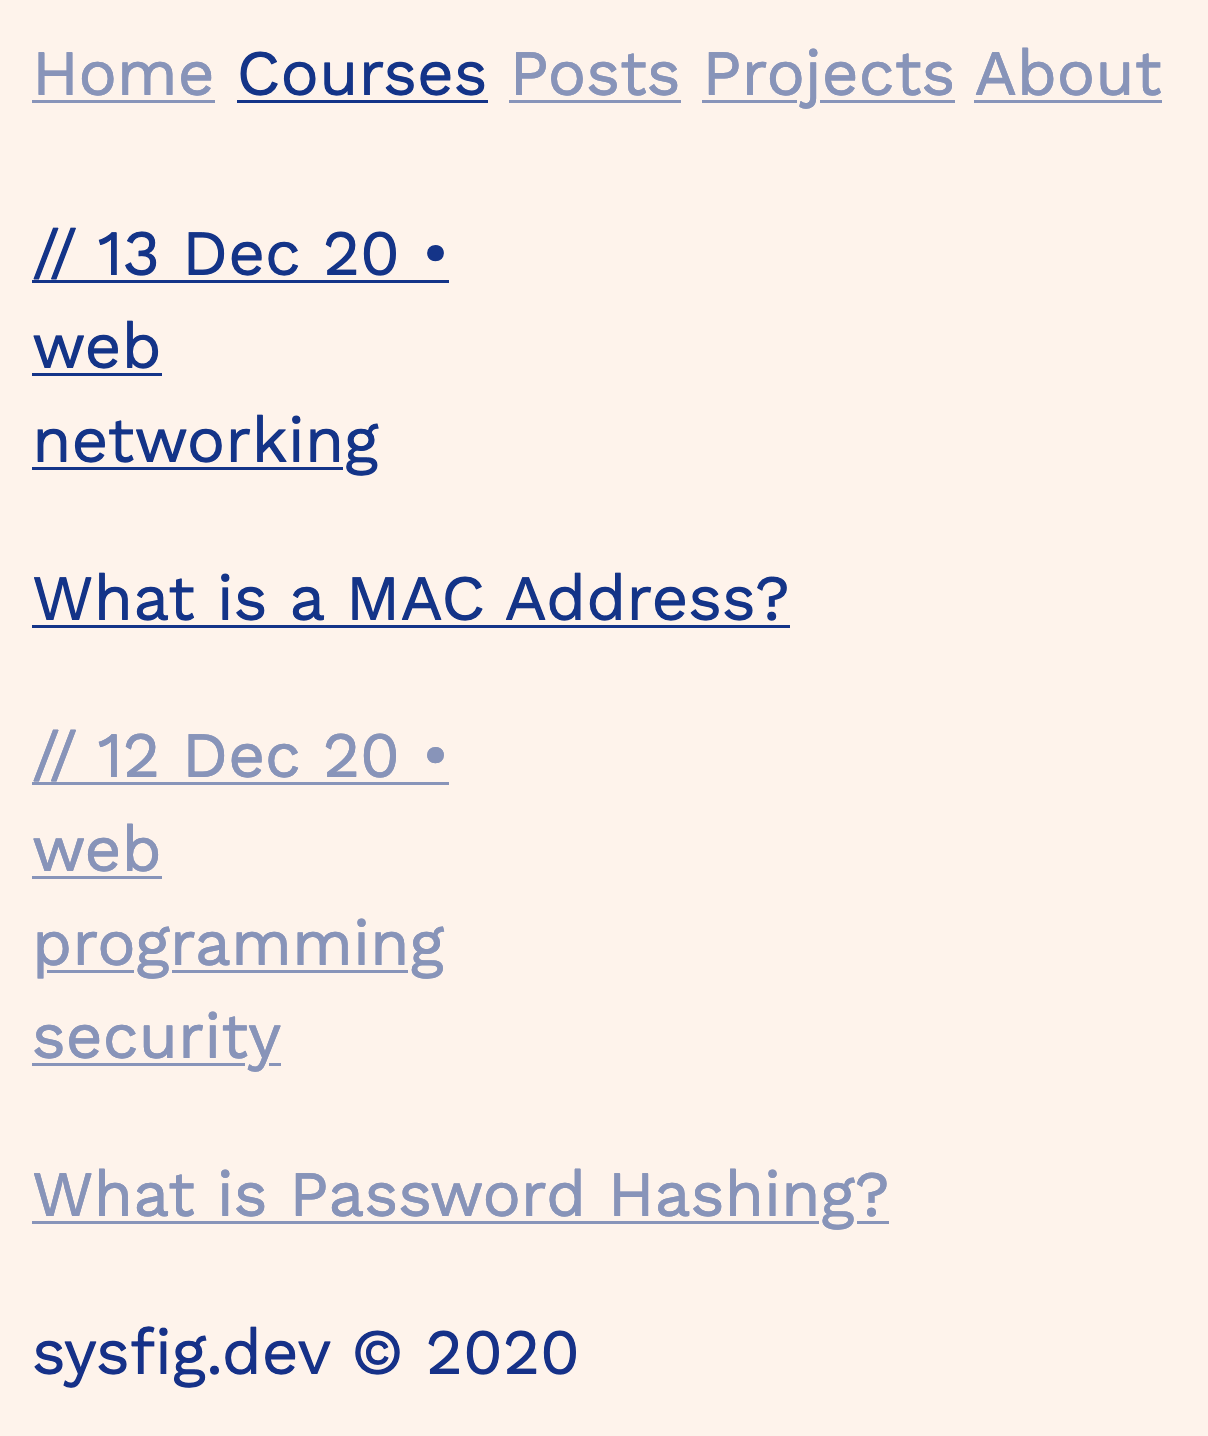 Home Courses Posts Projects About
// 13 Dec 20 •
web
networking
What is a MAC Address?
// 12 Dec 20 •
web
programming
security
What is Password Hashing?
sysfig.dev © 2020